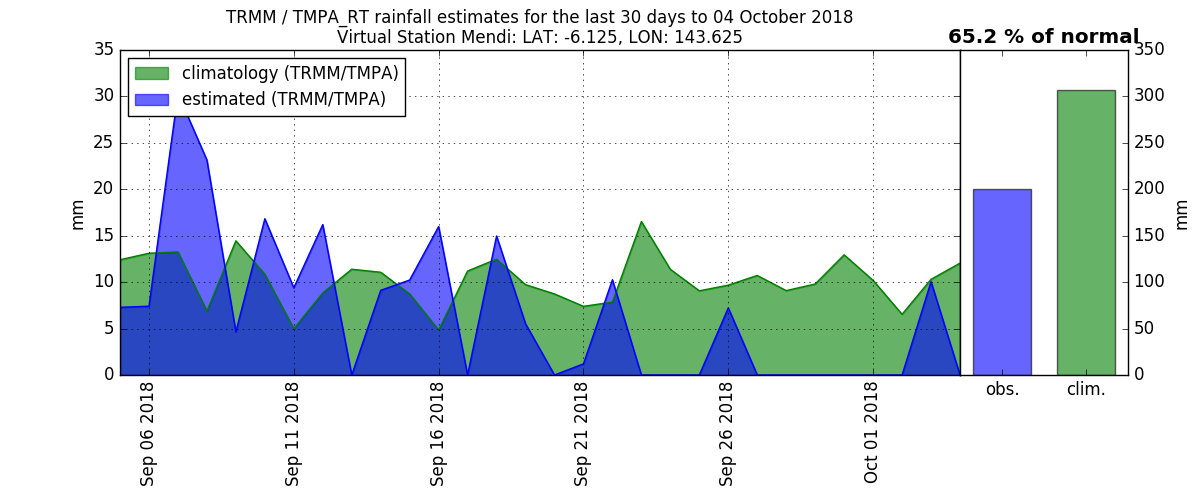 TRMM / TMPA_RT rainfall estimates for the last 30 days to 04 October 2018
Virtual Station Mendi: LAT: -6.125, LON: 143.625
65.2 % of normal
climatology (TRMM/TMPA)
estimated (TRMM/TMPA)
35
30
25
20
15
10
5
0
mm
Sep 06 2018
Sep 11 2018
Sep 16 2018
Sep 21 2018
Sep 26 2018
Oct 01 2018
350
300
250
200
150
100
50
0
mm
obs.
clim.